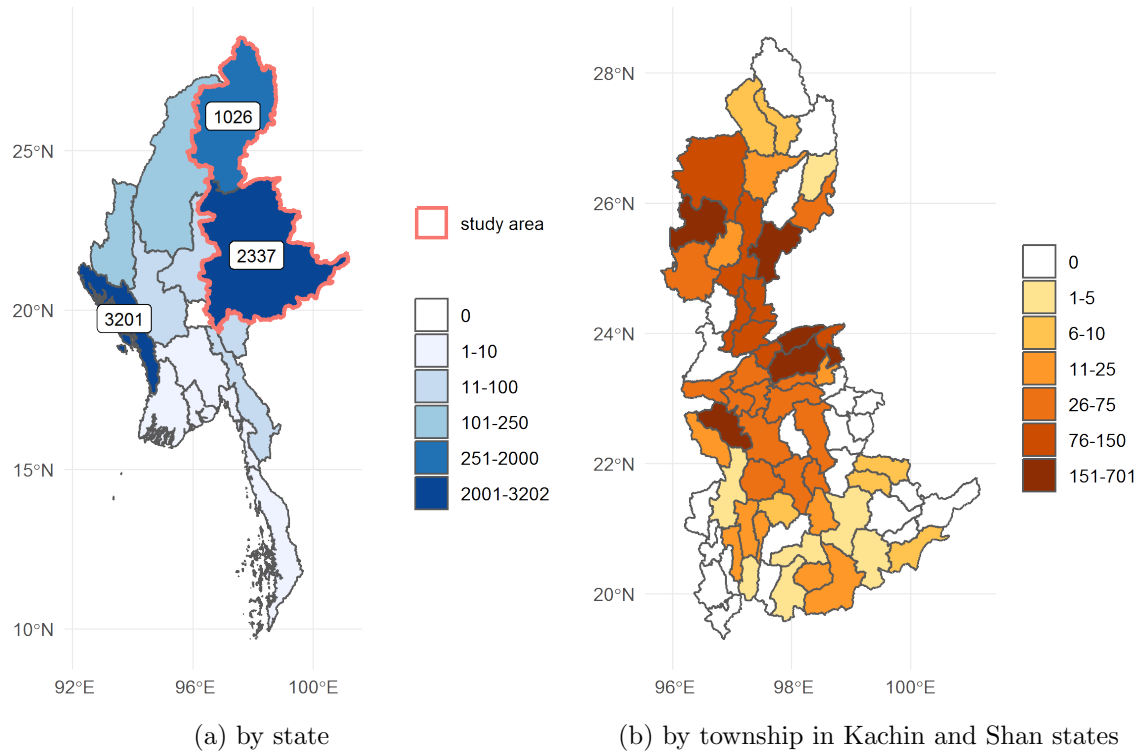 25°N
20°N
15°N
10°N
92°E
96°E
100°E
1026
2337
3201
study area
0
1-10
11-100
101-250
251-2000
2001-3202
(a) by state
28°N
26°N
24°N
22°N
20°N
96°E
98°E
100°E
0
1-5
6-10
11-25
26-75
76-150
151-701
(b) by township in Kachin and Shan states